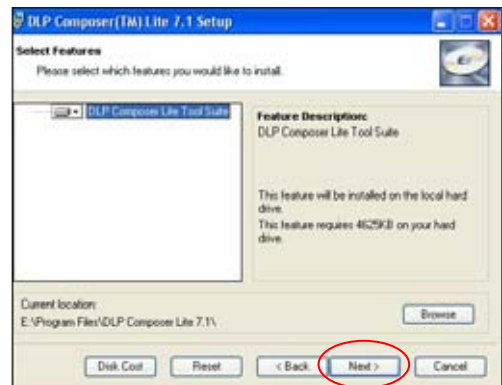 DLP Composer(TM) Lite 7.1 Setup
Select Features
Please select which features you would like to install.
DLP Composer Lite Tool Suite
Feature Description:
DLP Composer Lite Tool Suite
This feature will be installed on the local hard
drive.
This feature requires 4625KB on your hard
drive.
Current location:
E:\Program Files\DLP Composer Lite 7.1\
Browse
Disk Cost
Reset
< Back
Next >
Cancel